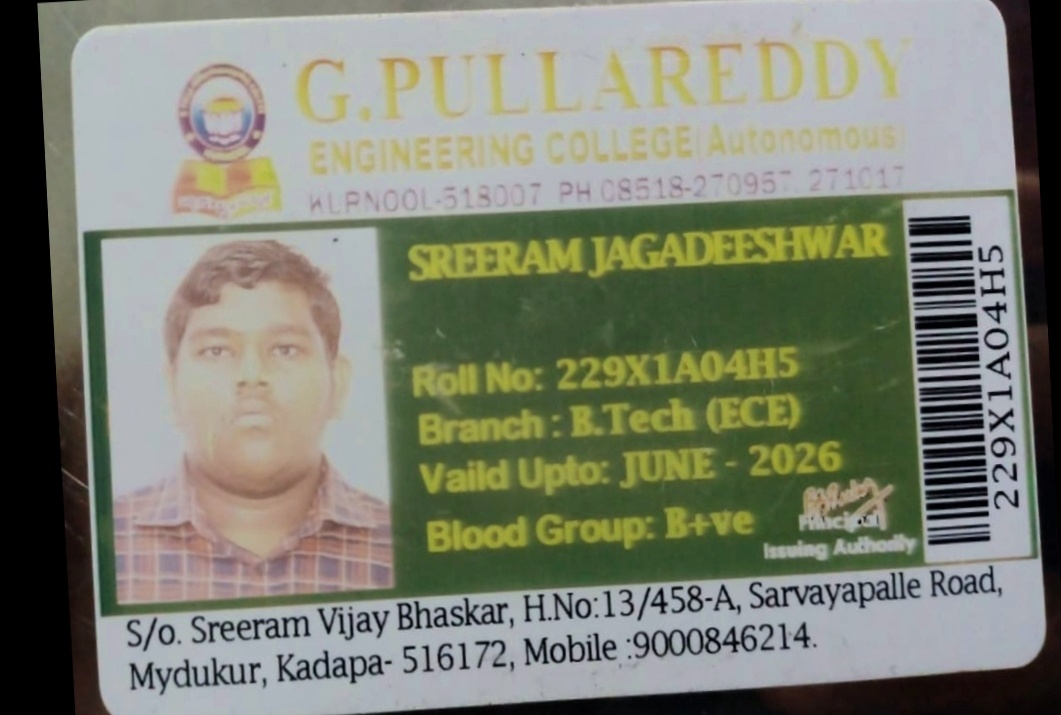 G.PULLAREDDY
ENGINEERING COLLEGE(Autonomous)
KURNOOL-518007 PH.08518-270957, 271017
SREERAM JAGADEESHWAR
Roll No: 229X1A04H5
Branch : B.Tech (ECE)
Vaild Upto: JUNE - 2026
Blood Group: B+ve
Principal
Issuing Authority
229X1A04H5
S/o. Sreeram Vijay Bhaskar, H.No:13/458-A, Sarvayapalle Road,
Mydukur, Kadapa- 516172, Mobile :9000846214.